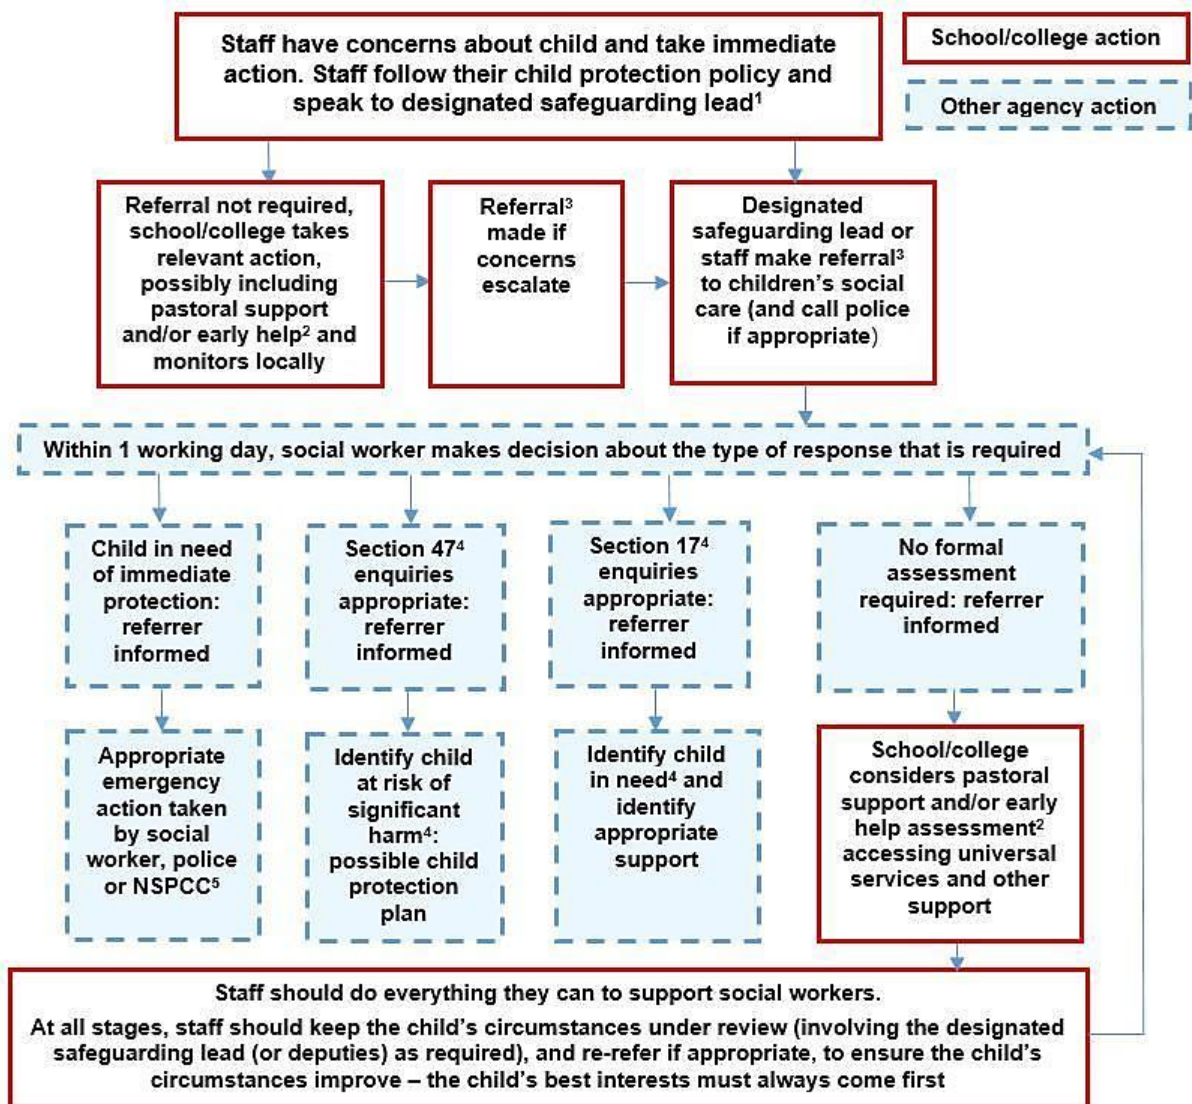 Staff have concerns about child and take immediate
action. Staff follow their child protection policy and
speak to designated safeguarding lead¹
School/college action
Other agency action
Referral not required,
school/college takes
relevant action,
possibly including
pastoral support
and/or early help² and
monitors locally
Referral³
made if
concerns
escalate
Designated
safeguarding lead or
staff make referral³
to children’s social
care (and call police
if appropriate)
Within 1 working day, social worker makes decision about the type of response that is required
Child in need
of immediate
protection:
referrer
informed
Section 47⁴
enquiries
appropriate:
referrer
informed
Section 17⁴
enquiries
appropriate:
referrer
informed
No formal
assessment
required: referrer
informed
Appropriate
emergency
action taken
by social
worker, police
or NSPCC⁵
Identify child
at risk of
significant
harm⁴:
possible child
protection
plan
Identify child
in need⁴ and
identify
appropriate
support
School/college
considers pastoral
support and/or early
help assessment²
accessing universal
services and other
support
Staff should do everything they can to support social workers.
At all stages, staff should keep the child’s circumstances under review (involving the designated
safeguarding lead (or deputies) as required), and re-refer if appropriate, to ensure the child’s
circumstances improve – the child’s best interests must always come first